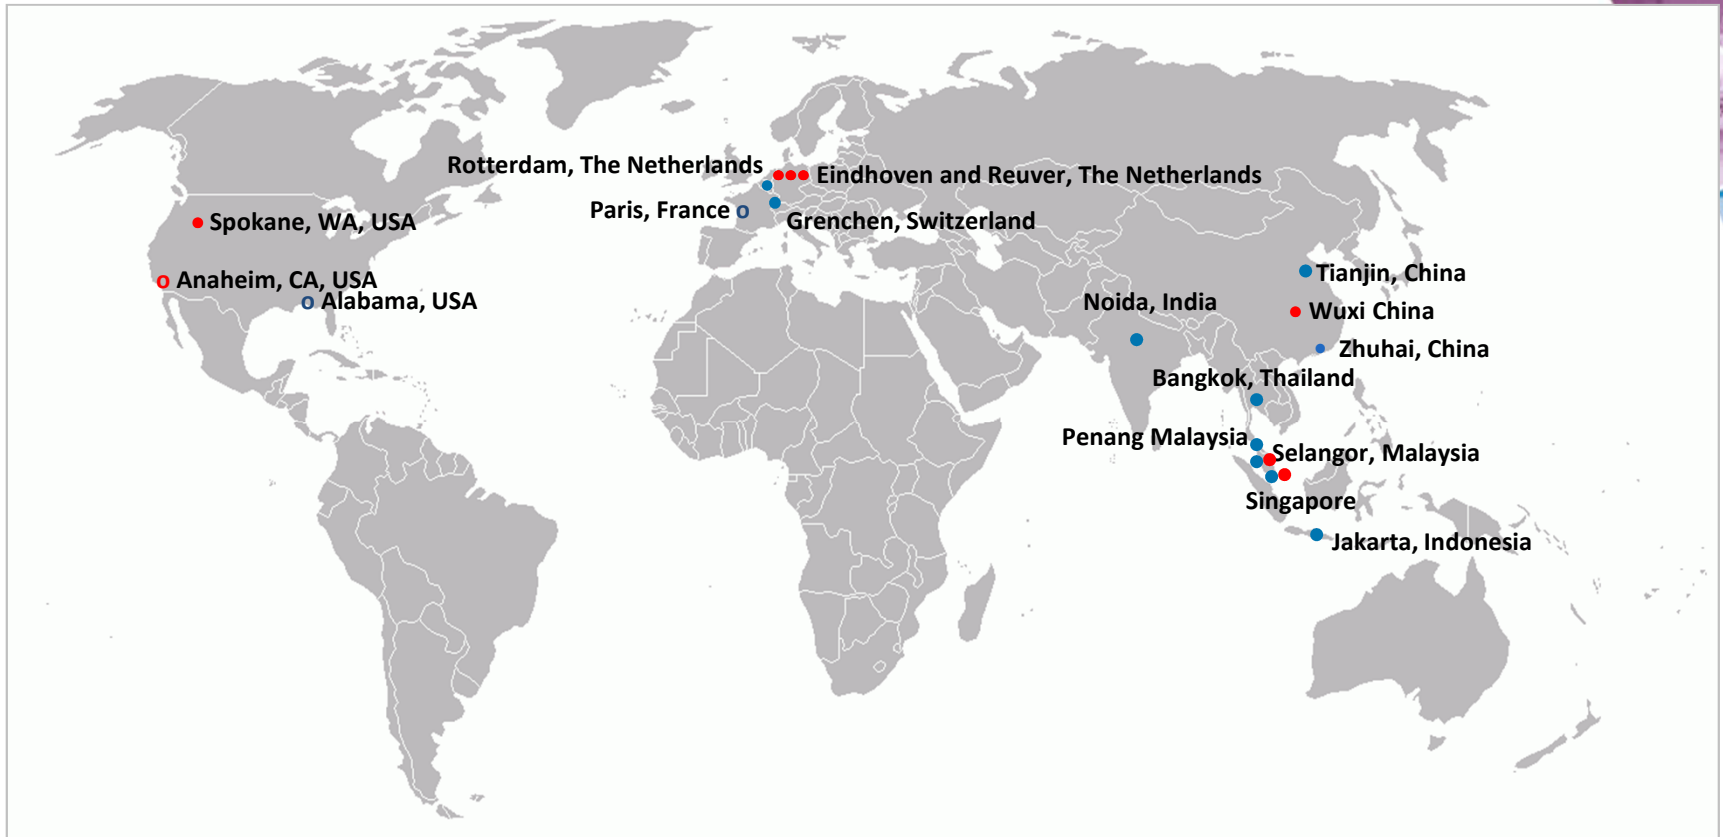 Rotterdam, The Netherlands
Eindhoven and Reuver, The Netherlands
Paris, France
Grenchen, Switzerland
Spokane, WA, USA
Anaheim, CA, USA
Alabama, USA
Tianjin, China
Noida, India
Wuxi China
Zhuhai, China
Bangkok, Thailand
Penang Malaysia
Selangor, Malaysia
Singapore
Jakarta, Indonesia